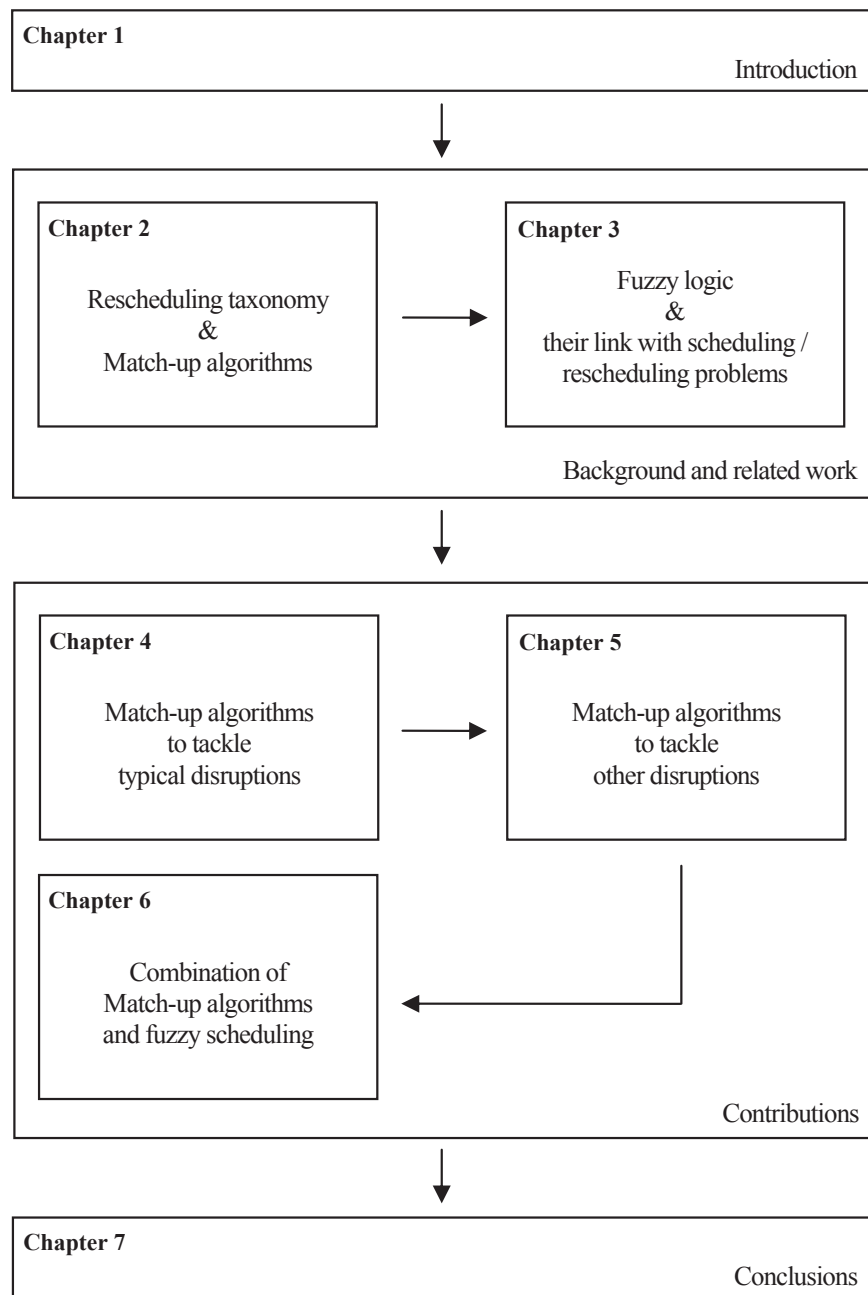 Chapter 1
Introduction
Chapter 2
Rescheduling taxonomy
&
Match-up algorithms
Chapter 3
Fuzzy logic
&
their link with scheduling /
rescheduling problems
Background and related work
Chapter 4
Match-up algorithms
to tackle
typical disruptions
Chapter 5
Match-up algorithms
to tackle
other disruptions
Chapter 6
Combination of
Match-up algorithms
and fuzzy scheduling
Contributions
Chapter 7
Conclusions